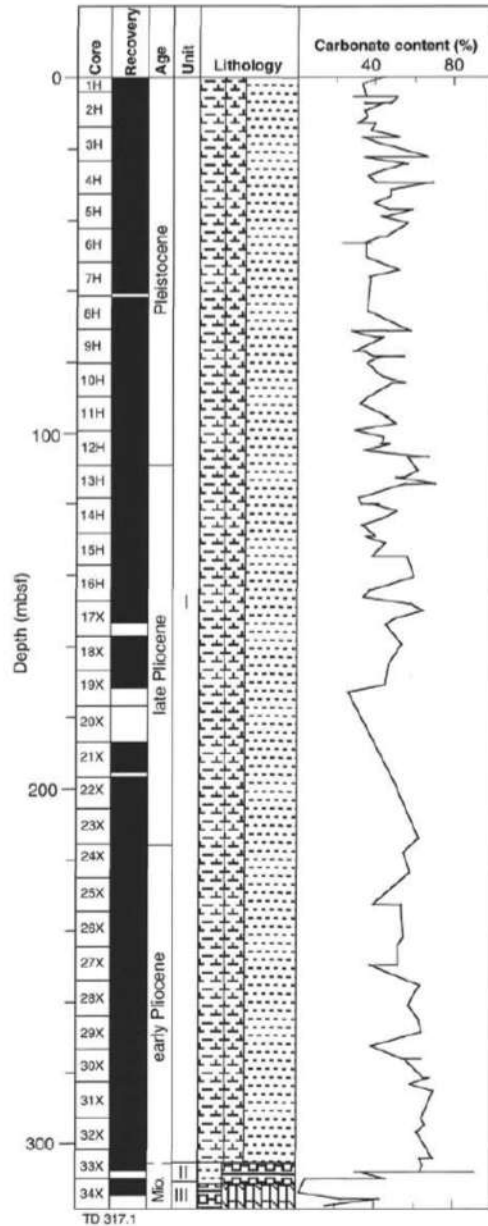 Core
Recovery
Age
Unit
Lithology
Carbonate content (%)
40
80
0
100
200
300
Depth (mbsf)
1H
2H
3H
4H
5H
6H
7H
8H
9H
10H
11H
12H
13H
14H
15H
16H
17X
18X
19X
20X
21X
22X
23X
24X
25X
26X
27X
28X
29X
30X
31X
32X
33X
34X
Pleistocene
late Pliocene
early Pliocene
Mio.
I
II
III
TD 317.1